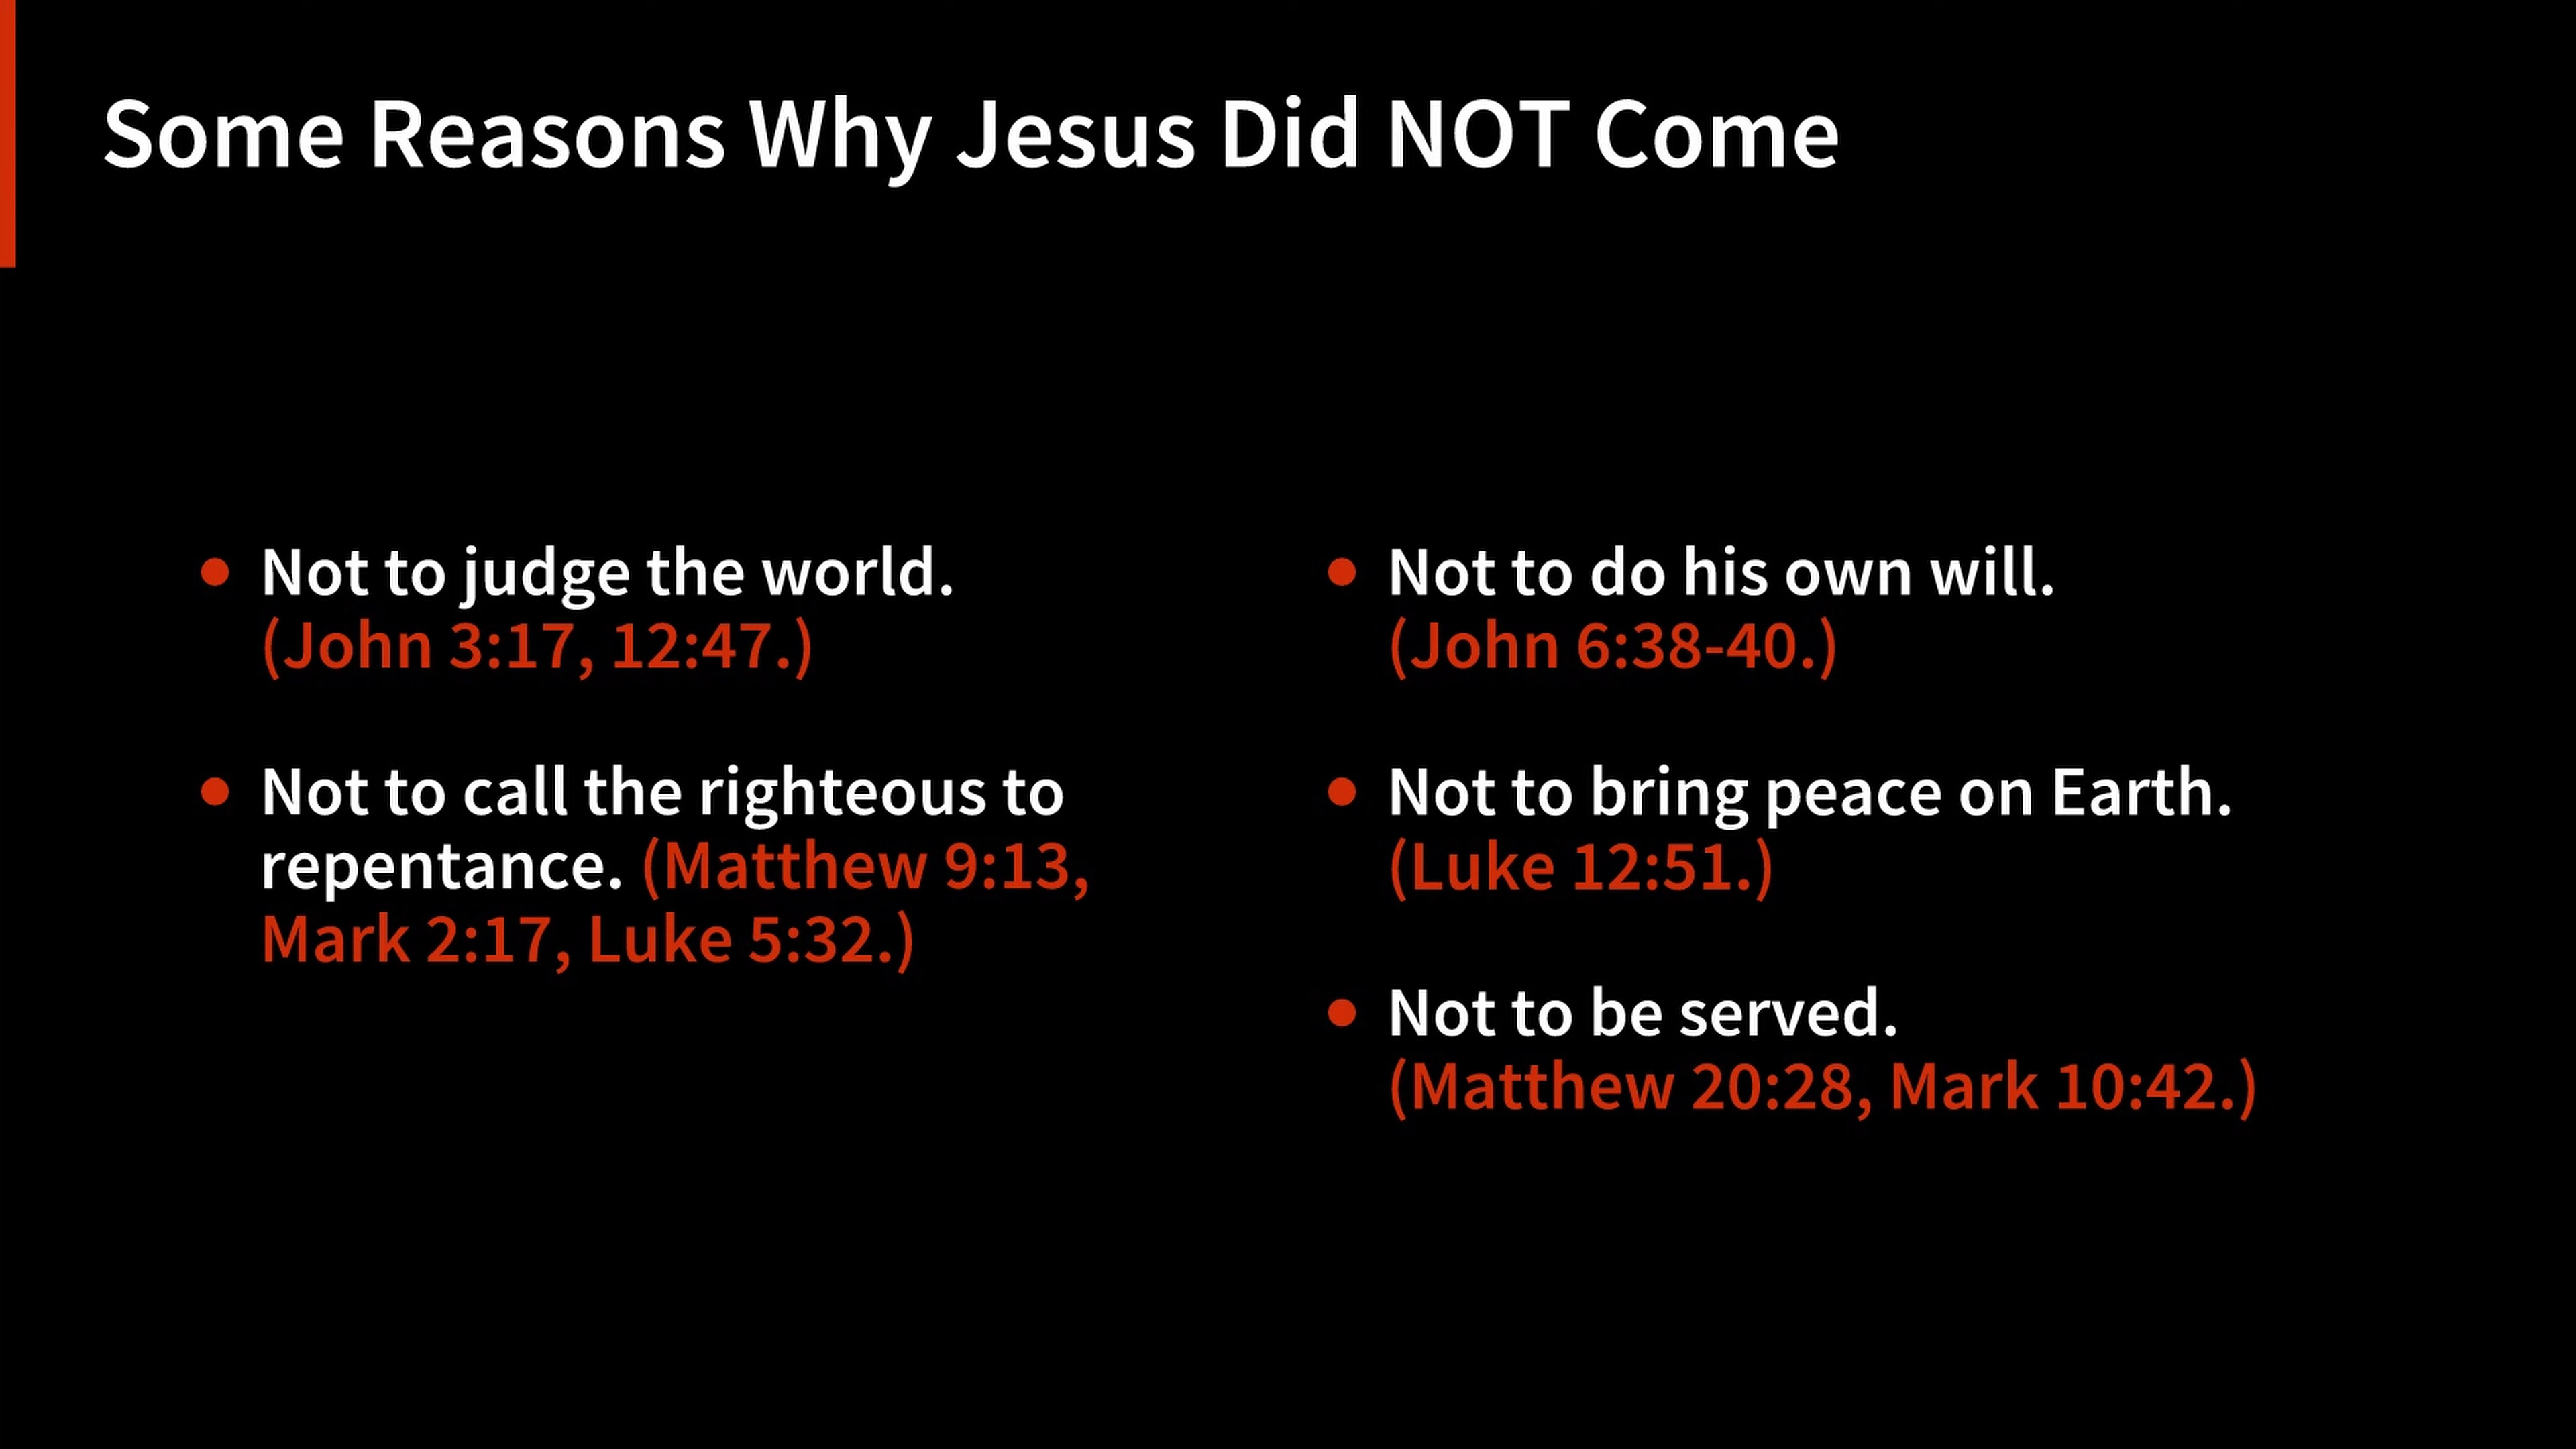 Some Reasons Why Jesus Did NOT Come
• Not to judge the world.
(John 3:17, 12:47.)
• Not to call the righteous to
repentance. (Matthew 9:13,
Mark 2:17, Luke 5:32.)
• Not to do his own will.
(John 6:38-40.)
• Not to bring peace on Earth.
(Luke 12:51.)
• Not to be served.
(Matthew 20:28, Mark 10:42.)